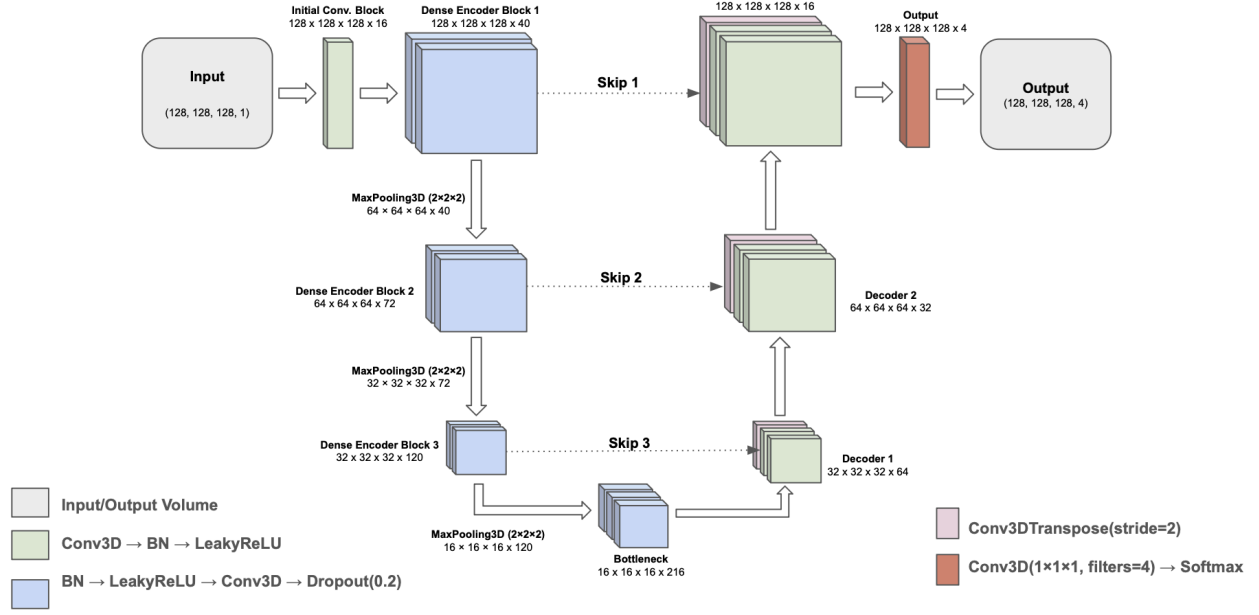 Initial Conv. Block
128 x 128 x 128 x 16
Dense Encoder Block 1
128 x 128 x 128 x 40
128 x 128 x 128 x 16
Output
128 x 128 x 128 x 4
Input
(128, 128, 128, 1)
Skip 1
Output
(128, 128, 128, 4)
MaxPooling3D (2×2×2)
64 × 64 × 64 x 40
Dense Encoder Block 2
64 x 64 x 64 x 72
Skip 2
Decoder 2
64 x 64 x 64 x 32
MaxPooling3D (2×2×2)
32 × 32 × 32 x 72
Dense Encoder Block 3
32 x 32 x 32 x 120
Skip 3
Decoder 1
32 x 32 x 32 x 64
MaxPooling3D (2×2×2)
16 × 16 × 16 x 120
Bottleneck
16 x 16 x 16 x 216
Input/Output Volume
Conv3D → BN → LeakyReLU
BN → LeakyReLU → Conv3D → Dropout(0.2)
Conv3DTranspose(stride=2)
Conv3D(1×1×1, filters=4) → Softmax